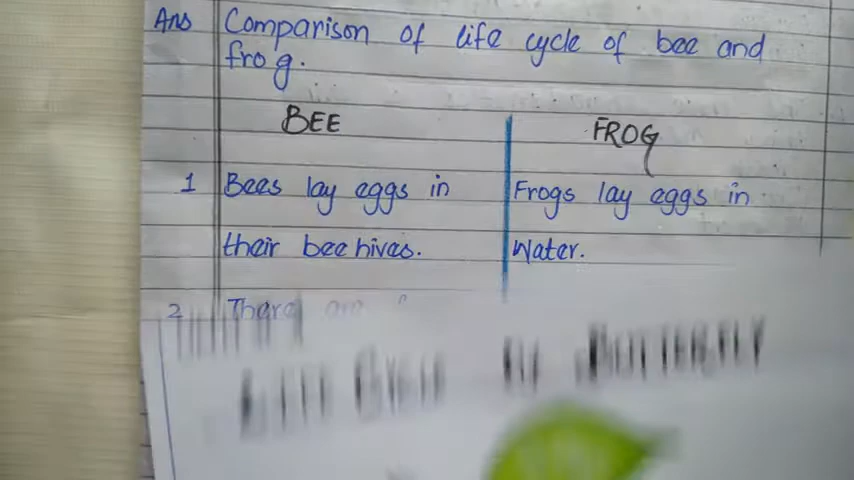 Ans Comparison of life cycle of bee and
frog.
BEE FROG
1 Bees lay eggs in Frogs lay eggs in
their bee hives. Water.
2 There are